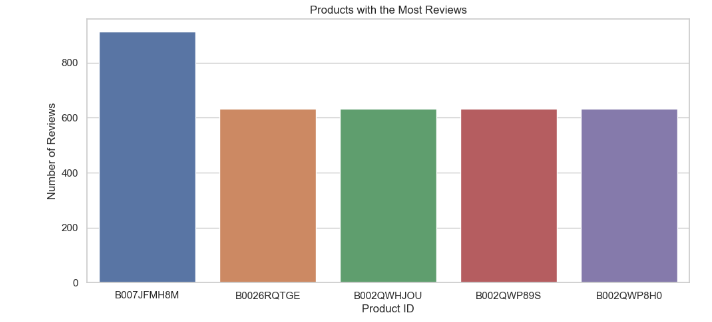 Products with the Most Reviews
Number of Reviews
800
600
400
200
0
B007JFMH8M B0026RQTGE B002QWHJOU B002QWP89S B002QWP8H0
Product ID